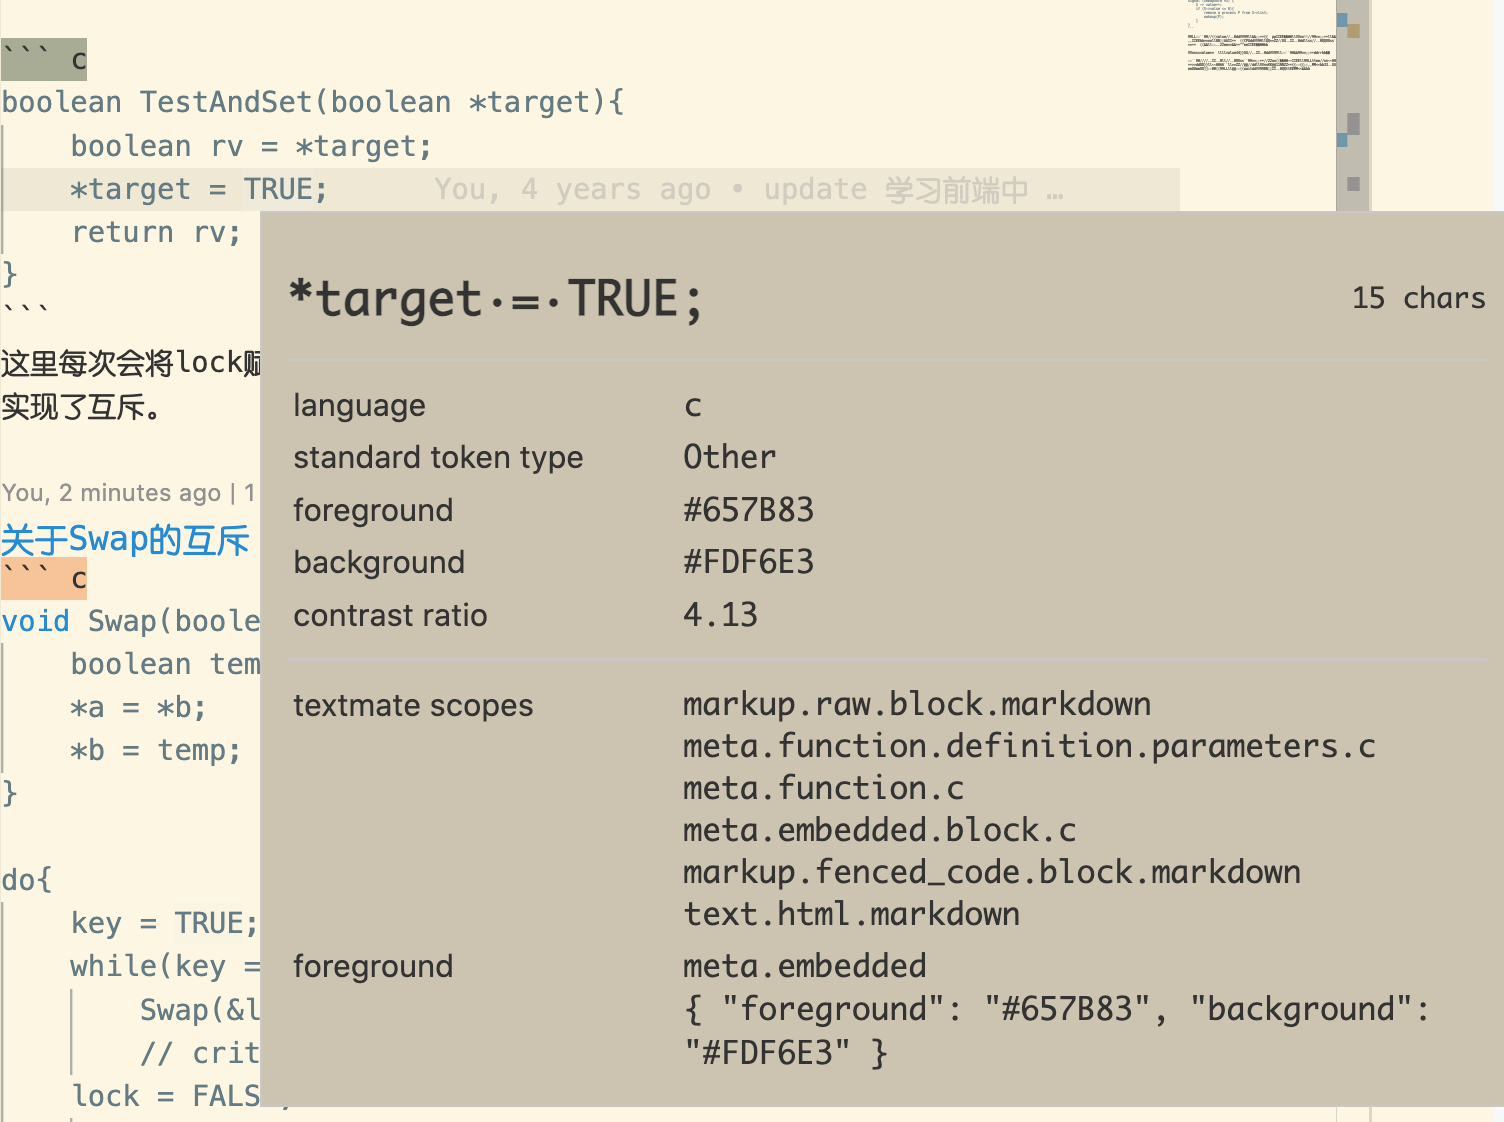 ``` c
boolean TestAndSet(boolean *target){
boolean rv = *target;
*target = TRUE; You, 4 years ago • update 学习前端中 …
return rv;
}
```
这里每次会将lock赋
实现了互斥。
You, 2 minutes ago | 1
关于Swap的互斥
``` c
void Swap(boole
boolean tem
*a = *b;
*b = temp;
}
do{
key = TRUE;
while(key =
Swap(&l
// crit
lock = FALS
*target·=·TRUE;
15 chars
language c
standard token type Other
foreground #657B83
background #FDF6E3
contrast ratio 4.13
textmate scopes markup.raw.block.markdown
meta.function.definition.parameters.c
meta.function.c
meta.embedded.block.c
markup.fenced_code.block.markdown
text.html.markdown
foreground meta.embedded
{ "foreground": "#657B83", "background":
"#FDF6E3" }